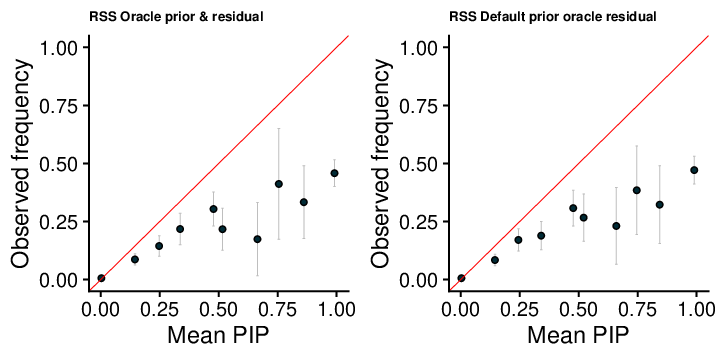 RSS Oracle prior & residual
Observed frequency
1.00
0.75
0.50
0.25
0.00
0.00 0.25 0.50 0.75 1.00
Mean PIP
RSS Default prior oracle residual
Observed frequency
1.00
0.75
0.50
0.25
0.00
0.00 0.25 0.50 0.75 1.00
Mean PIP